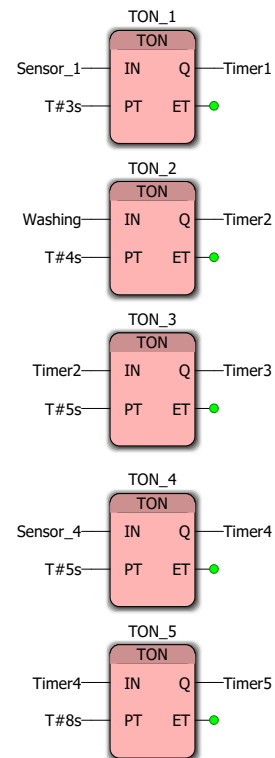 TON_1
TON
Sensor_1 IN Q Timer1
T#3s PT ET
TON_2
TON
Washing IN Q Timer2
T#4s PT ET
TON_3
TON
Timer2 IN Q Timer3
T#5s PT ET
TON_4
TON
Sensor_4 IN Q Timer4
T#5s PT ET
TON_5
TON
Timer4 IN Q Timer5
T#8s PT ET